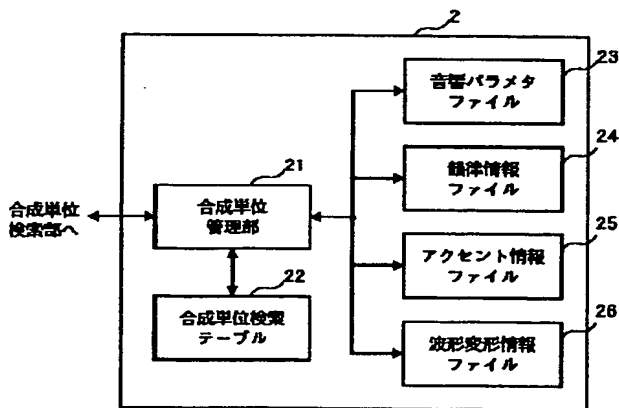 2
23
音響パラメタ
ファイル
24
韻律情報
ファイル
21
合成単位
管理部
合成単位
検索部へ
25
アクセント情報
ファイル
22
合成単位検索
テーブル
26
波形変形情報
ファイル